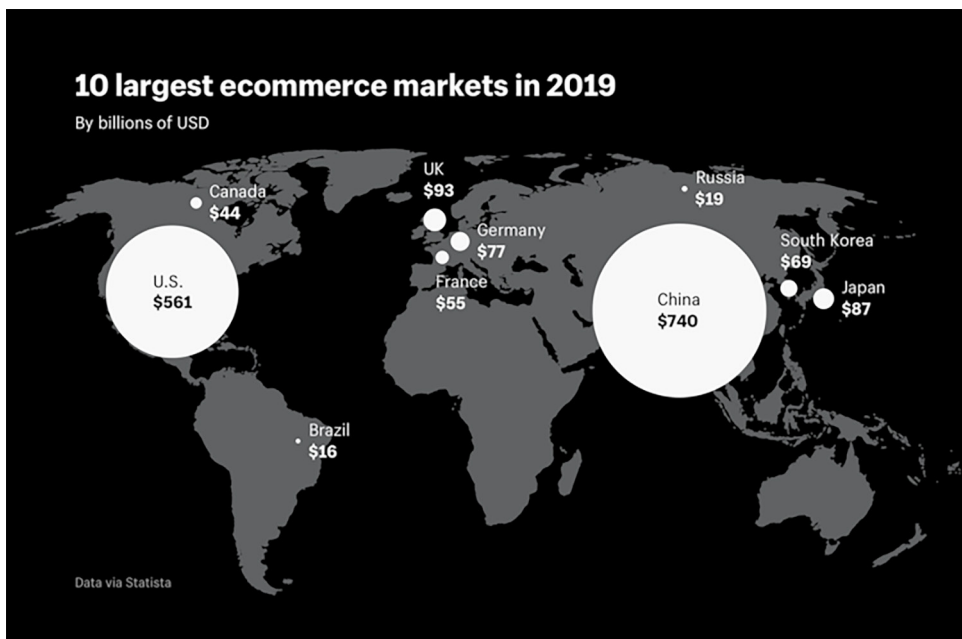 10 largest ecommerce markets in 2019
By billions of USD
Canada
$44
U.S.
$561
Brazil
$16
UK
$93
Germany
$77
France
$55
Russia
$19
China
$740
South Korea
$69
Japan
$87
Data via Statista